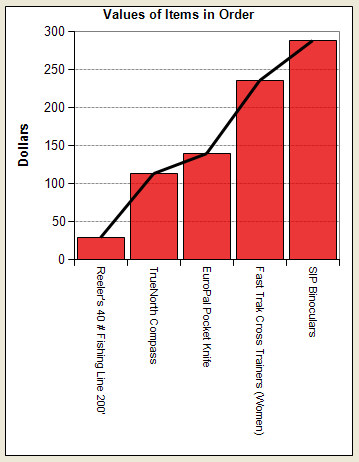 Values of Items in Order
Dollars
300
250
200
150
100
50
0
Reeler's 40 # Fishing Line 200'
TrueNorth Compass
EuroPal Pocket Knife
Fast Trak Cross Trainers (Women)
SIP Binoculars